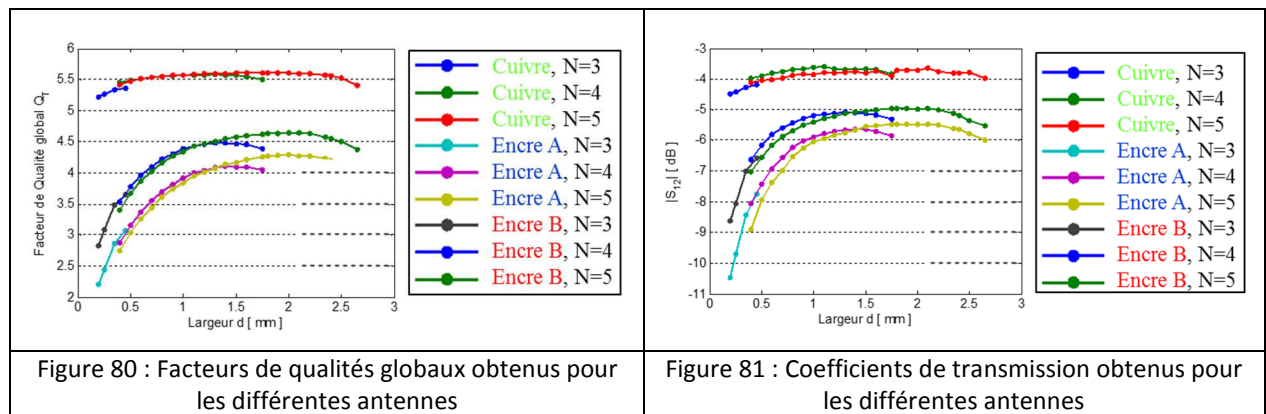 6
5.5
5
4.5
4
3.5
3
2.5
2
0
0.5
1
1.5
2
2.5
3
Facteur de Qualité global QT
Largeur d [ mm ]
Cuivre, N=3
Cuivre, N=4
Cuivre, N=5
Encre A, N=3
Encre A, N=4
Encre A, N=5
Encre B, N=3
Encre B, N=4
Encre B, N=5
-3
-4
-5
-6
-7
-8
-9
-10
-11
0
0.5
1
1.5
2
2.5
3
|S12| [ dB ]
Largeur d [ mm ]
Cuivre, N=3
Cuivre, N=4
Cuivre, N=5
Encre A, N=3
Encre A, N=4
Encre A, N=5
Encre B, N=3
Encre B, N=4
Encre B, N=5
Figure 80 : Facteurs de qualités globaux obtenus pour
les différentes antennes
Figure 81 : Coefficients de transmission obtenus pour
les différentes antennes